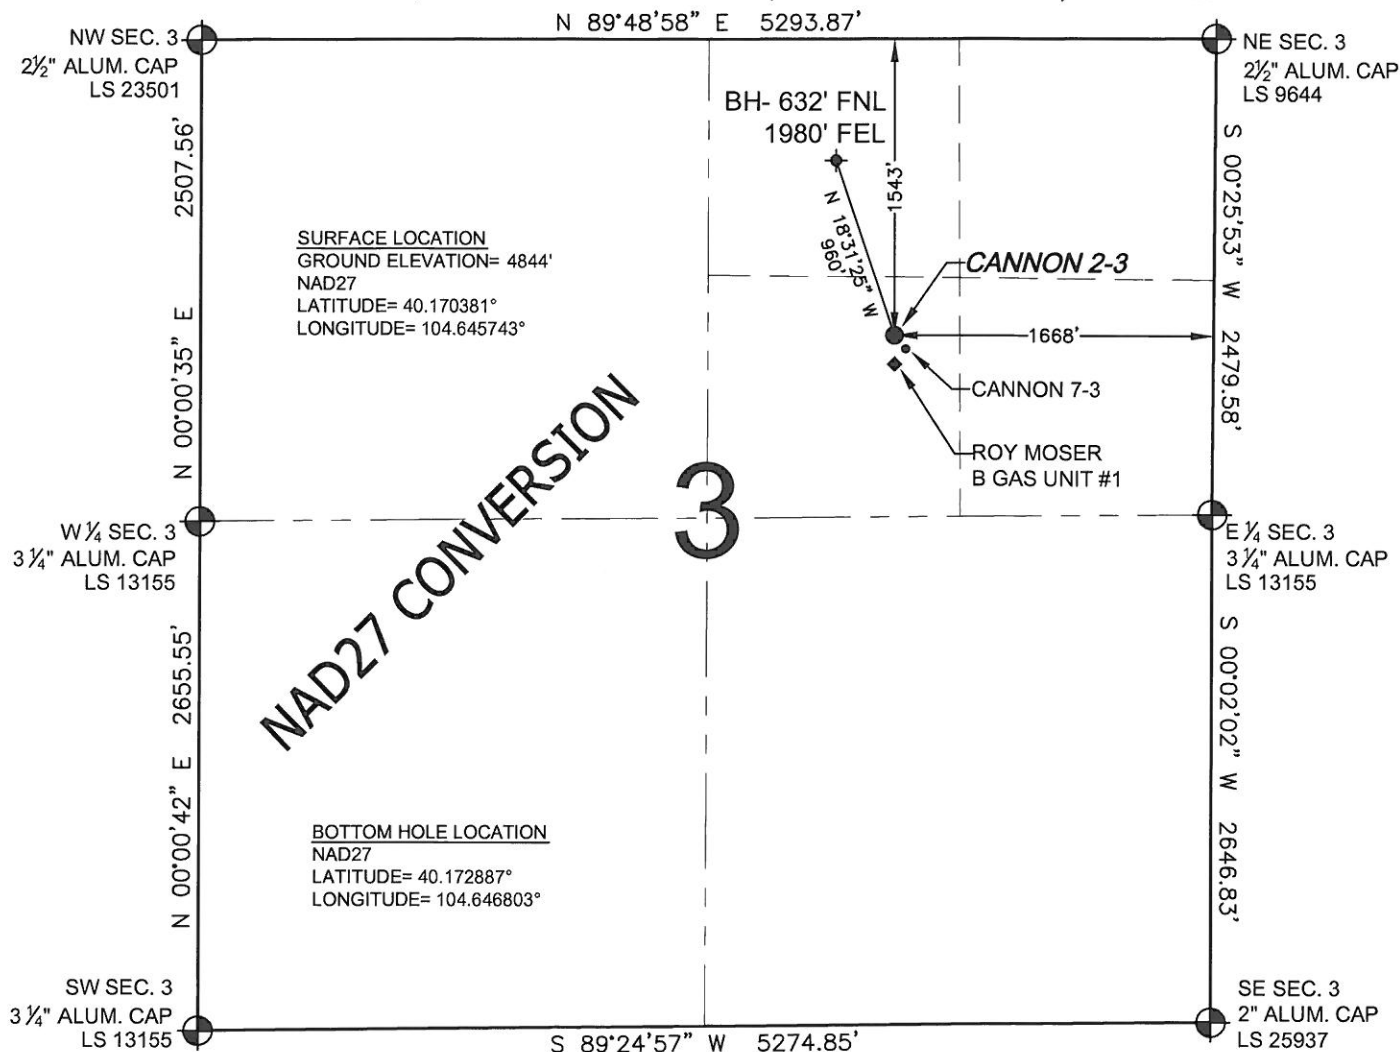 N 89°48'58" E 5293.87'
NW SEC. 3
2½" ALUM. CAP
LS 23501
NE SEC. 3
2½" ALUM. CAP
LS 9644
BH- 632' FNL
1980' FEL
N 00°00'35" E 2507.56'
S 00°25'53" W 2479.58'
1543'
N 18°31'25" W
960'
SURFACE LOCATION
GROUND ELEVATION= 4844'
NAD27
LATITUDE= 40.170381°
LONGITUDE= 104.645743°
CANNON 2-3
1668'
CANNON 7-3
ROY MOSER
B GAS UNIT #1
NAD27 CONVERSION
3
W ¼ SEC. 3
3 ¼" ALUM. CAP
LS 13155
E ¼ SEC. 3
3 ¼" ALUM. CAP
LS 13155
N 00°00'42" E 2655.55'
S 00°02'02" W 2646.83'
BOTTOM HOLE LOCATION
NAD27
LATITUDE= 40.172887°
LONGITUDE= 104.646803°
SW SEC. 3
3 ¼" ALUM. CAP
LS 13155
SE SEC. 3
2" ALUM. CAP
LS 25937
S 89°24'57" W 5274.85'